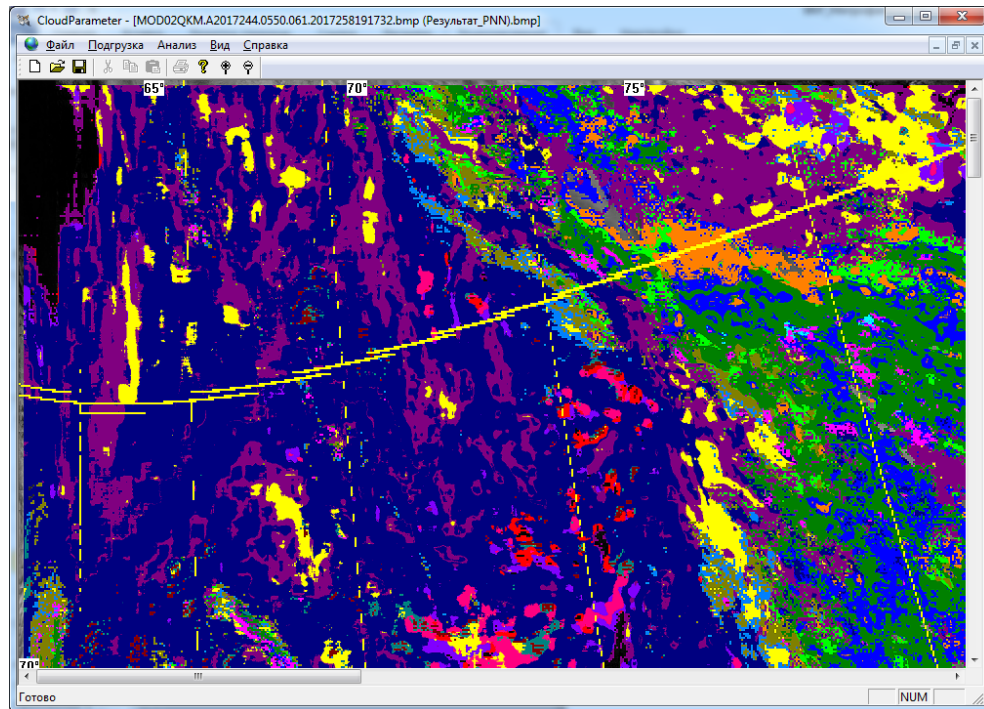 CloudParameter - [MOD02QKM.A2017244.0550.061.2017258191732.bmp (Результат_PNN).bmp]
Файл Подгрузка Анализ Вид Справка
65° 70° 75°
70°
Готово NUM